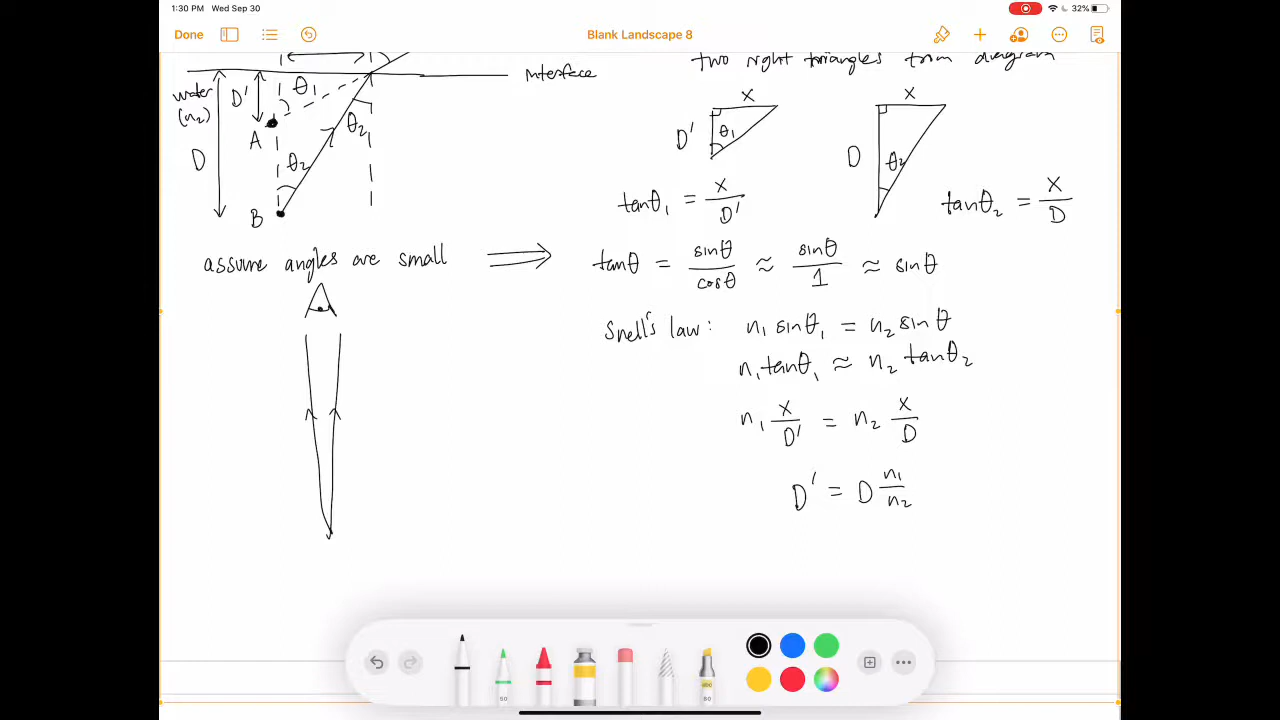 1:30 PM Wed Sep 30
32%
Done
Blank Landscape 8
Interface
two right triangles from diagram
water
(n₂)
D'
θ₁
A
θ₂
θ₂
D
B
X
D'
θ₁
X
D
θ₂
tanθ₁ = X/D'
tanθ₂ = X/D
assume angles are small ⟹ tanθ = sinθ/cosθ ≈ sinθ/1 ≈ sinθ
Snell's law: n₁ sinθ₁ = n₂ sinθ
n₁ tanθ₁ ≈ n₂ tanθ₂
n₁ X/D' = n₂ X/D
D' = D n₁/n₂
50
50